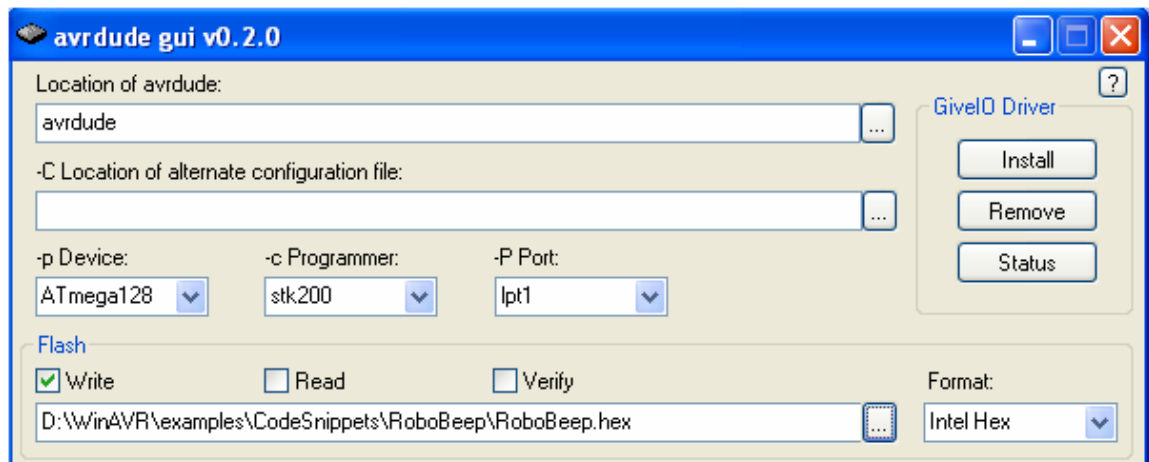 avrdude gui v0.2.0
Location of avrdude:
?
avrdude
...
GiveIO Driver
Install
Remove
Status
-C Location of alternate configuration file:
...
-p Device: -c Programmer: -P Port:
ATmega128 stk200 lpt1
Flash
Write Read Verify Format:
D:\WinAVR\examples\CodeSnippets\RoboBeep\RoboBeep.hex ... Intel Hex